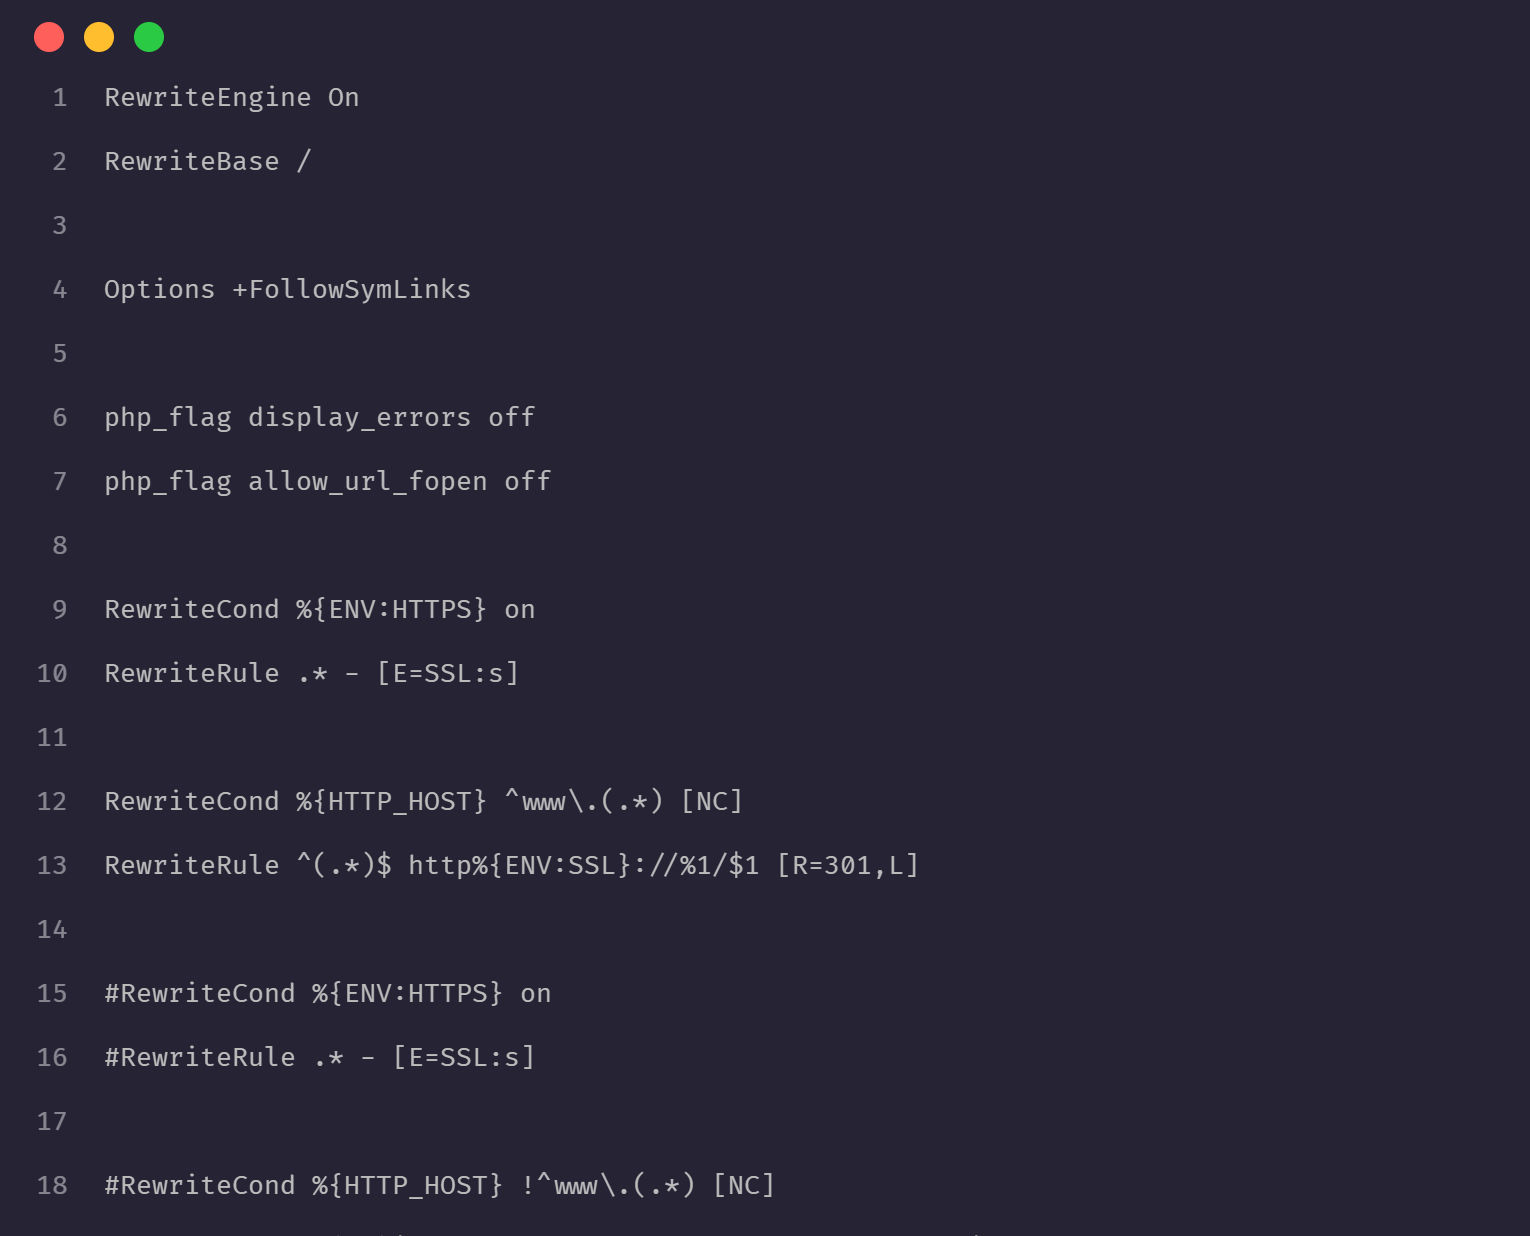 1 RewriteEngine On
2 RewriteBase /
3
4 Options +FollowSymLinks
5
6 php_flag display_errors off
7 php_flag allow_url_fopen off
8
9 RewriteCond %{ENV:HTTPS} on
10 RewriteRule .* - [E=SSL:s]
11
12 RewriteCond %{HTTP_HOST} ^www\.(.*) [NC]
13 RewriteRule ^(.*)$ http%{ENV:SSL}://%1/$1 [R=301,L]
14
15 #RewriteCond %{ENV:HTTPS} on
16 #RewriteRule .* - [E=SSL:s]
17
18 #RewriteCond %{HTTP_HOST} !^www\.(.*) [NC]